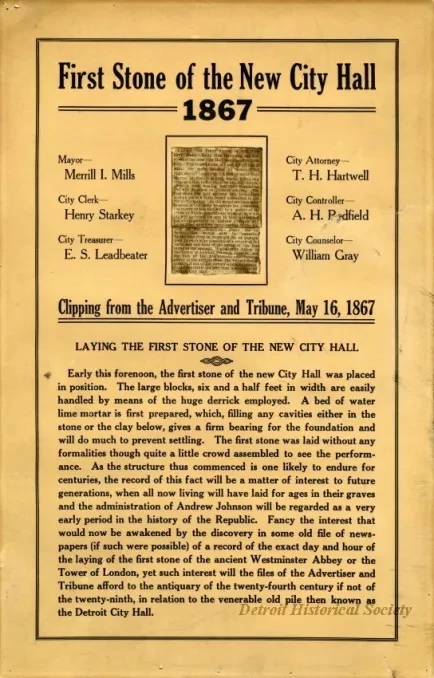 First Stone of the New City Hall
1867
Mayor—
Merrill I. Mills
City Clerk—
Henry Starkey
City Treasurer—
E. S. Leadbeater
City Attorney—
T. H. Hartwell
City Controller—
A. H. Redfield
City Counselor—
William Gray
Clipping from the Advertiser and Tribune, May 16, 1867
LAYING THE FIRST STONE OF THE NEW CITY HALL
Early this forenoon, the first stone of the new City Hall was placed
in position. The large blocks, six and a half feet in width are easily
handled by means of the huge derrick employed. A bed of water
lime mortar is first prepared, which, filling any cavities either in the
stone or the clay below, gives a firm bearing for the foundation and
will do much to prevent settling. The first stone was laid without any
formalities though quite a little crowd assembled to see the perform-
ance. As the structure thus commenced is one likely to endure for
centuries, the record of this fact will be a matter of interest to future
generations, when all now living will have laid for ages in their graves
and the administration of Andrew Johnson will be regarded as a very
early period in the history of the Republic. Fancy the interest that
would now be awakened by the discovery in some old file of news-
papers (if such were possible) of a record of the exact day and hour of
the laying of the first stone of the ancient Westminster Abbey or the
Tower of London, yet such interest will the files of the Advertiser and
Tribune afford to the antiquary of the twenty-fourth century if not of
the twenty-ninth, in relation to the venerable old pile then known as
the Detroit City Hall.
Detroit Historical Society